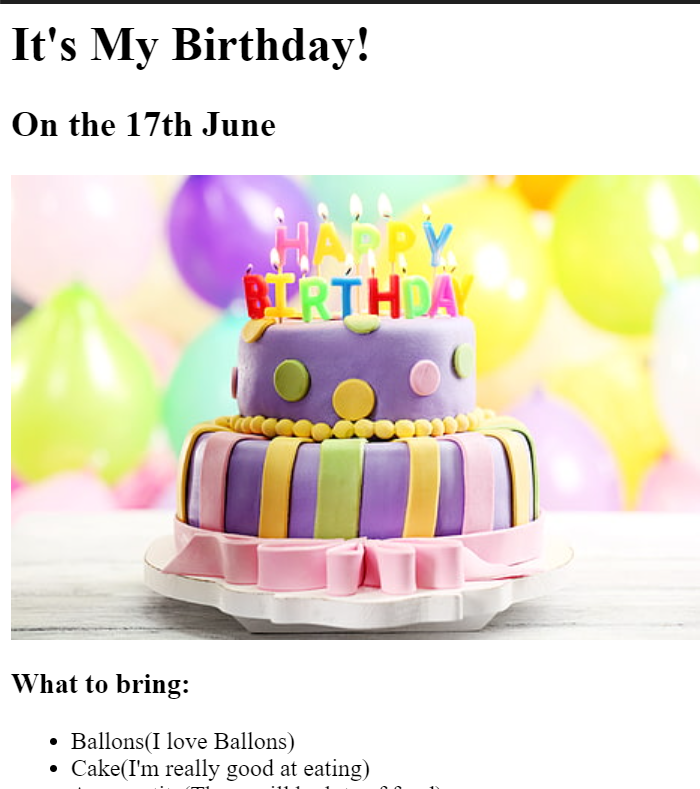 It's My Birthday!
On the 17th June
HAPPY
BIRTHDAY
What to bring:
Ballons(I love Ballons)
Cake(I'm really good at eating)